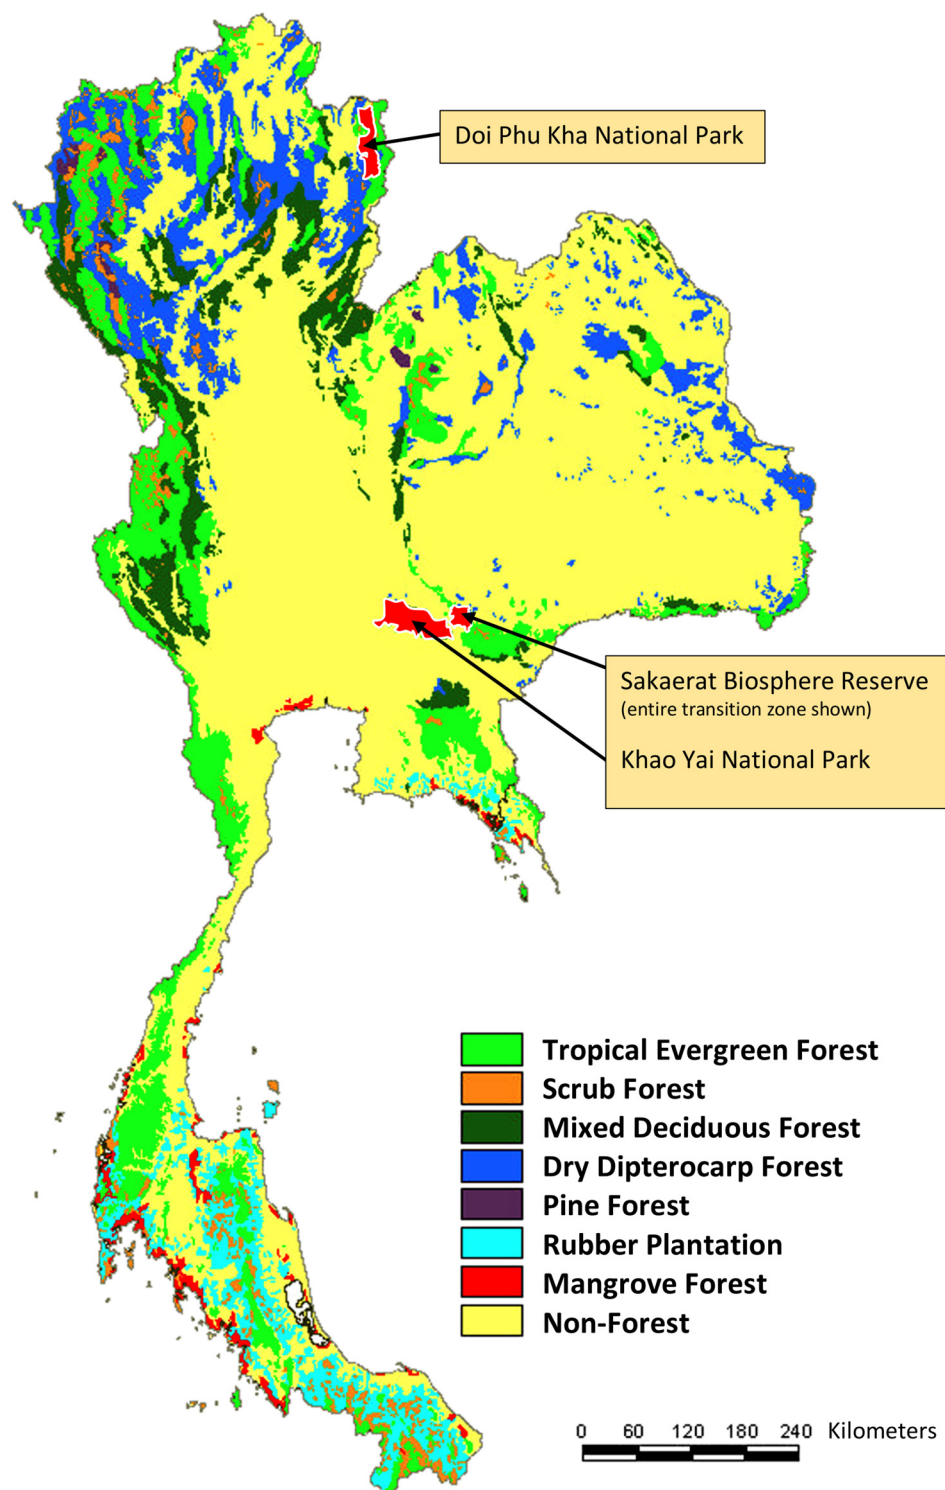 Doi Phu Kha National Park
Sakaerat Biosphere Reserve
(entire transition zone shown)
Khao Yai National Park
Tropical Evergreen Forest
Scrub Forest
Mixed Deciduous Forest
Dry Dipterocarp Forest
Pine Forest
Rubber Plantation
Mangrove Forest
Non-Forest
0 60 120 180 240 Kilometers